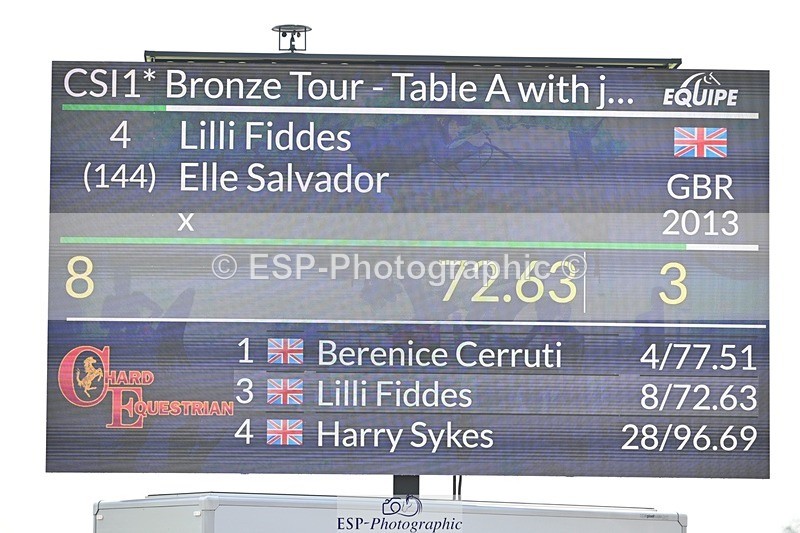 CSI1* Bronze Tour - Table A with j...
EQUIPE
4 Lilli Fiddes
(144) Elle Salvador GBR
x 2013
8 72.63 3
© ESP-Photographic ©
1 Berenice Cerruti 4/77.51
3 Lilli Fiddes 8/72.63
4 Harry Sykes 28/96.69
CHARD
EQUESTRIAN
ESP-Photographic